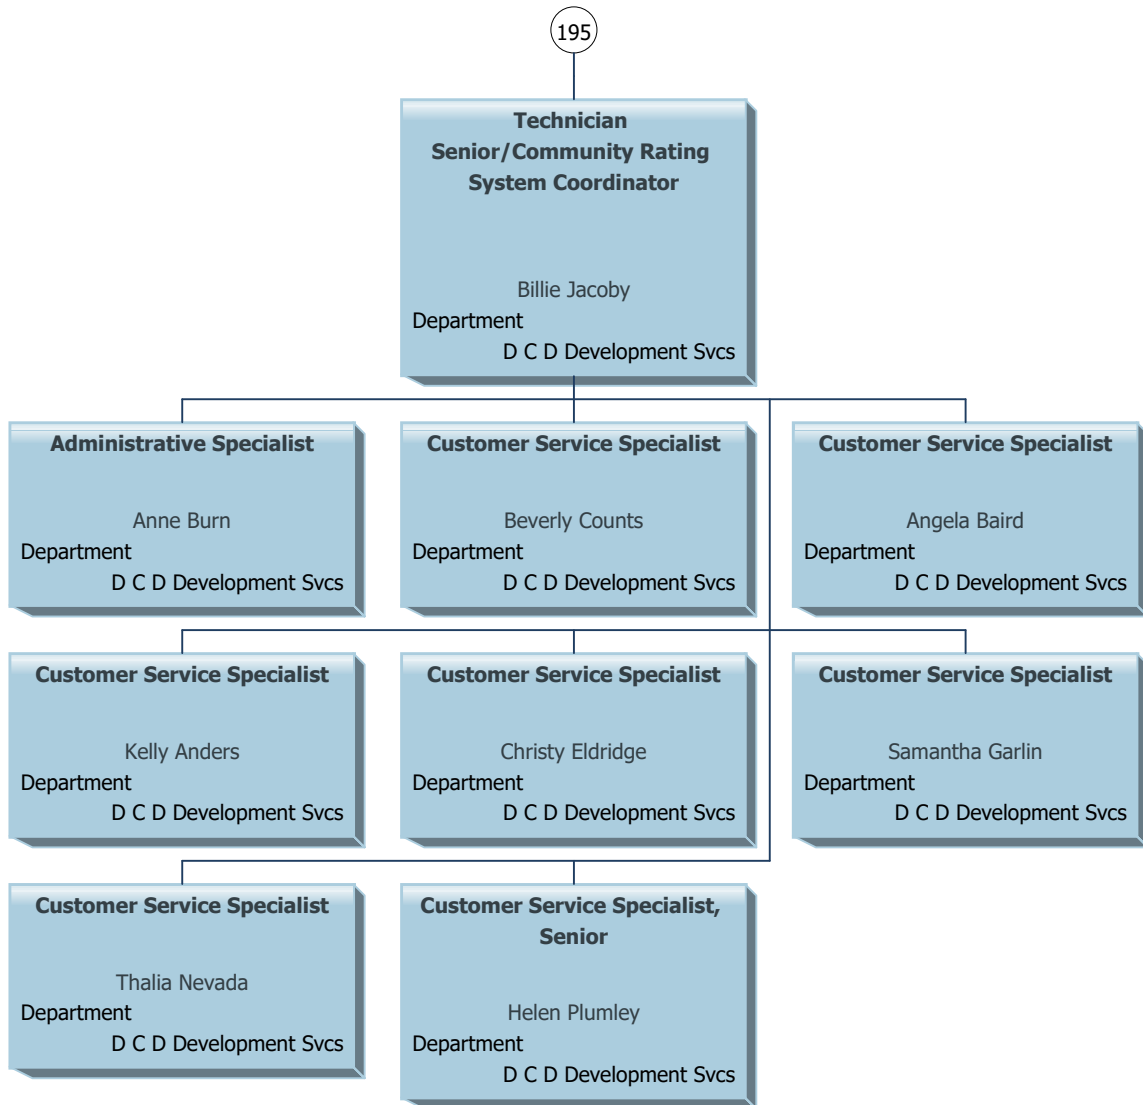 195
Technician
Senior/Community Rating
System Coordinator
Billie Jacoby
Department
D C D Development Svcs
Administrative Specialist
Anne Burn
Department
D C D Development Svcs
Customer Service Specialist
Beverly Counts
Department
D C D Development Svcs
Customer Service Specialist
Angela Baird
Department
D C D Development Svcs
Customer Service Specialist
Kelly Anders
Department
D C D Development Svcs
Customer Service Specialist
Christy Eldridge
Department
D C D Development Svcs
Customer Service Specialist
Samantha Garlin
Department
D C D Development Svcs
Customer Service Specialist
Thalia Nevada
Department
D C D Development Svcs
Customer Service Specialist,
Senior
Helen Plumley
Department
D C D Development Svcs